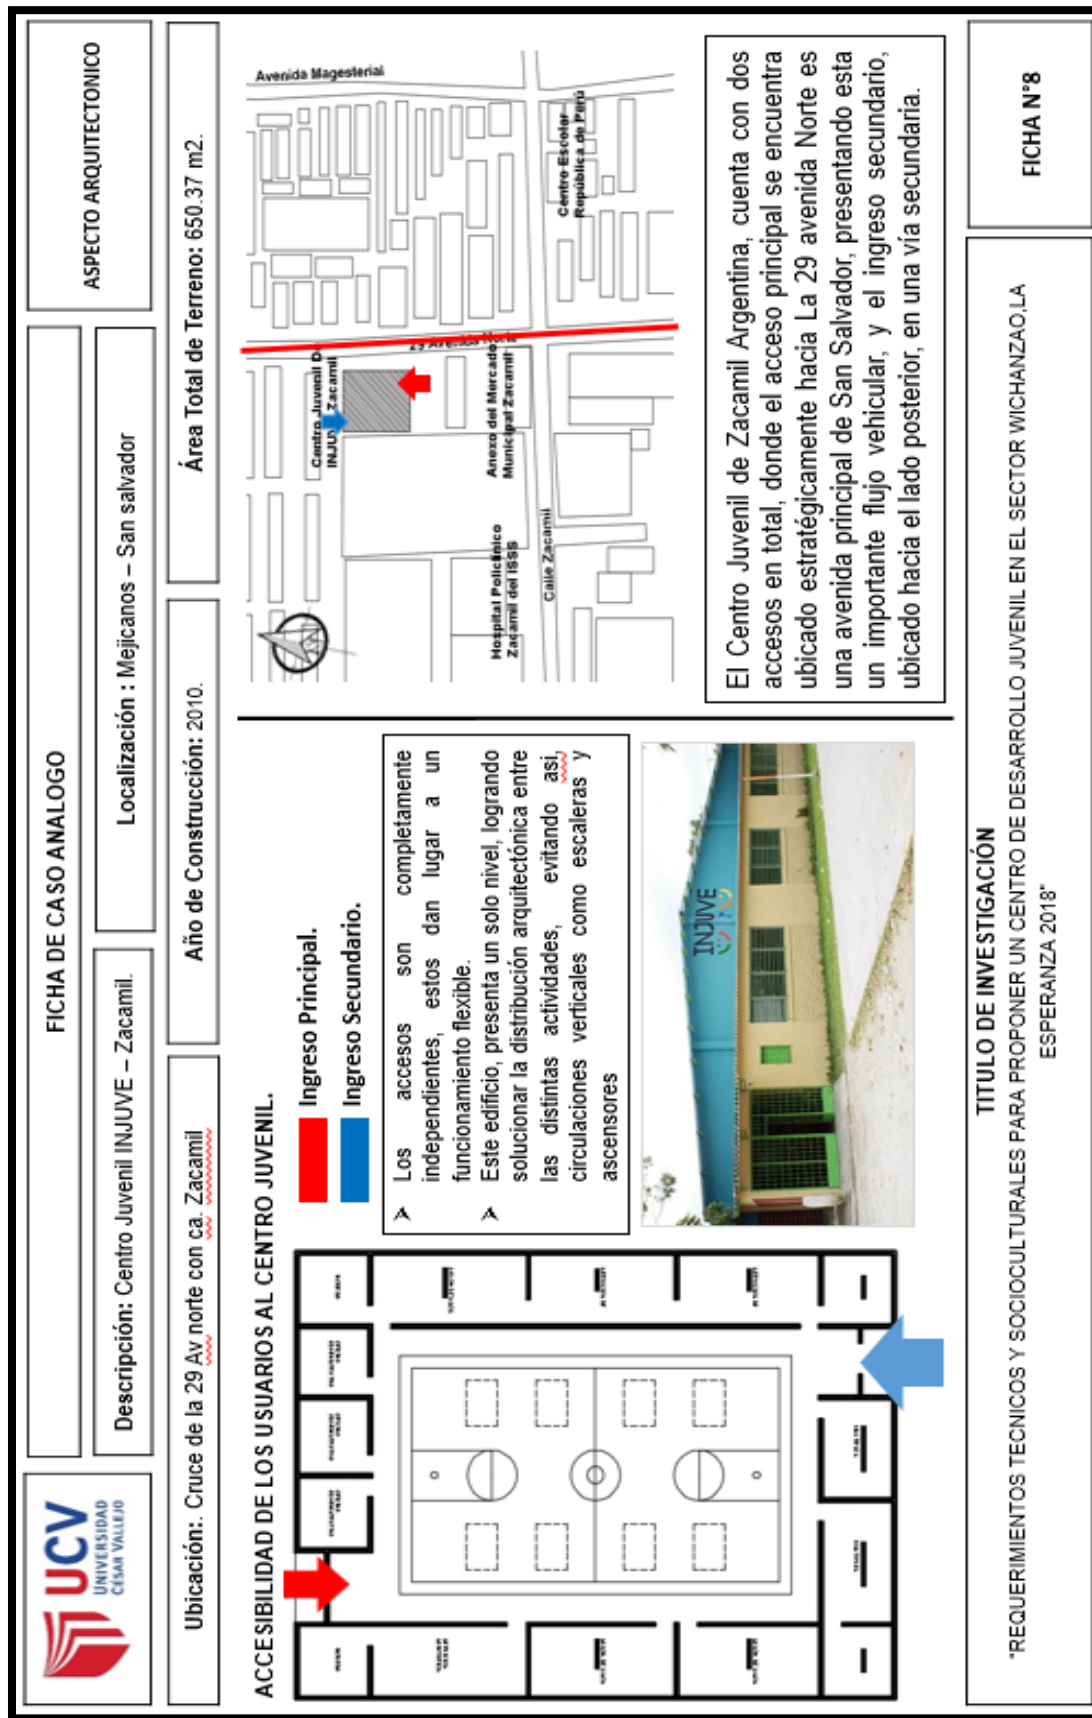 UCV
UNIVERSIDAD
CÉSAR VALLEJO
FICHA DE CASO ANALOGO
ASPECTO ARQUITECTONICO
Descripción: Centro Juvenil INJUVE – Zacamil.
Localización : Mejicanos – San salvador
Ubicación:. Cruce de la 29 Av norte con ca. Zacamil
Año de Construcción: 2010.
Área Total de Terreno: 650.37 m2.
ACCESIBILIDAD DE LOS USUARIOS AL CENTRO JUVENIL.
Ingreso Principal.
Ingreso Secundario.
➢ Los accesos son completamente
independientes, estos dan lugar a un
funcionamiento flexible.
➢ Este edificio, presenta un solo nivel, logrando
solucionar la distribución arquitectónica entre
las distintas actividades, evitando asi,
circulaciones verticales como escaleras y
ascensores
INJUVE
Avenida Magesterial
Centro Escolar
República de Perú
29 Avenida Norte
Centro Juvenil De
INJUVE Zacamil
Anexo del Mercado
Municipal Zacamil
Calle Zacamil
Hospital Policlínico
Zacamil del ISSS
El Centro Juvenil de Zacamil Argentina, cuenta con dos
accesos en total, donde el acceso principal se encuentra
ubicado estratégicamente hacia La 29 avenida Norte es
una avenida principal de San Salvador, presentando esta
un importante flujo vehicular, y el ingreso secundario,
ubicado hacia el lado posterior, en una vía secundaria.
TITULO DE INVESTIGACIÓN
"REQUERIMIENTOS TECNICOS Y SOCIOCULTURALES PARA PROPONER UN CENTRO DE DESARROLLO JUVENIL EN EL SECTOR WICHANZAO,LA
ESPERANZA 2018"
FICHA N°8